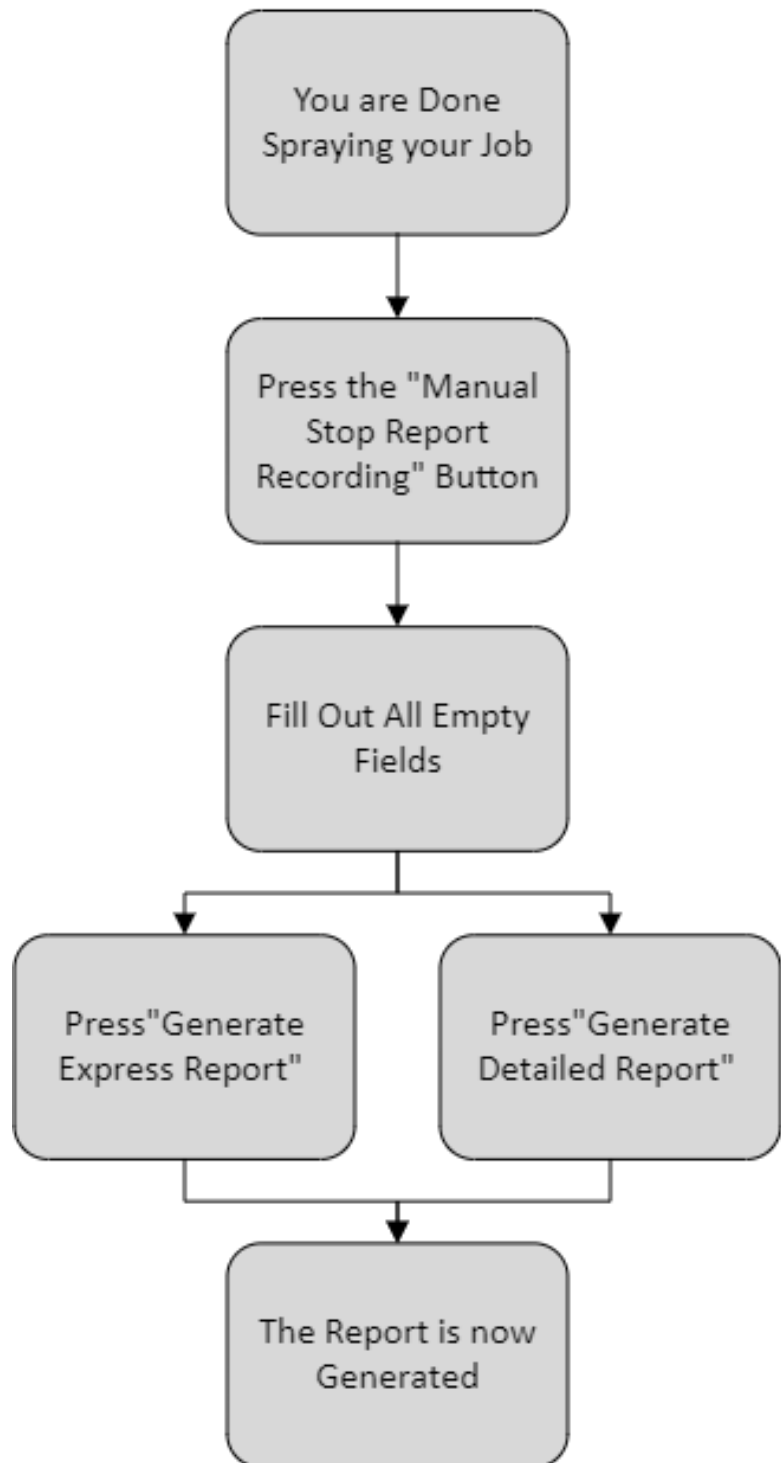 You are Done
Spraying your Job
Press the "Manual
Stop Report
Recording" Button
Fill Out All Empty
Fields
Press"Generate
Express Report"
Press"Generate
Detailed Report"
The Report is now
Generated